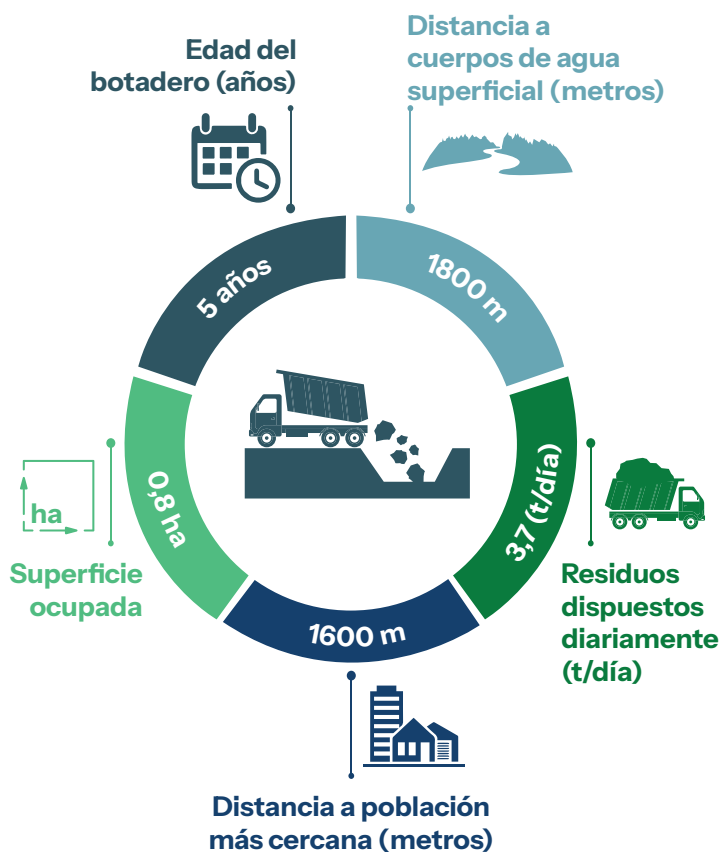 Edad del
botadero (años)
Distancia a
cuerpos de agua
superficial (metros)
5 años
1800 m
0,8 ha
3,7 (t/día)
1600 m
ha
Superficie
ocupada
Residuos
dispuestos
diariamente
(t/día)
Distancia a población
más cercana (metros)